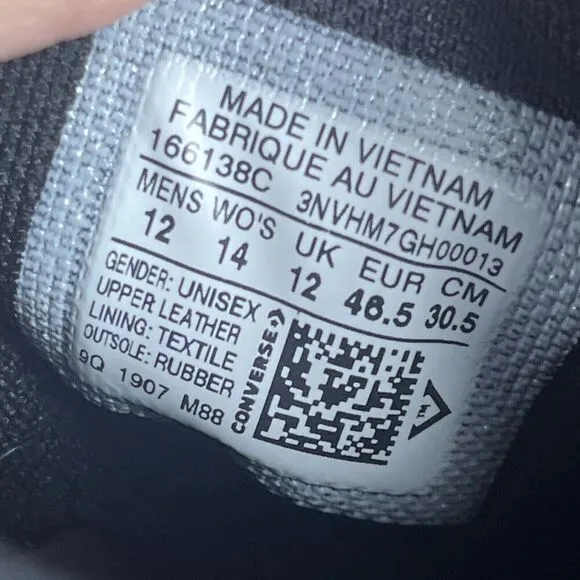 MADE IN VIETNAM
FABRIQUE AU VIETNAM
166138C 3NVHM7GH00013
MENS WO'S UK EUR CM
12 14 12 46.5 30.5
GENDER: UNISEX
UPPER LEATHER
LINING: TEXTILE
OUTSOLE: RUBBER
9Q 1907 M88
CONVERSE